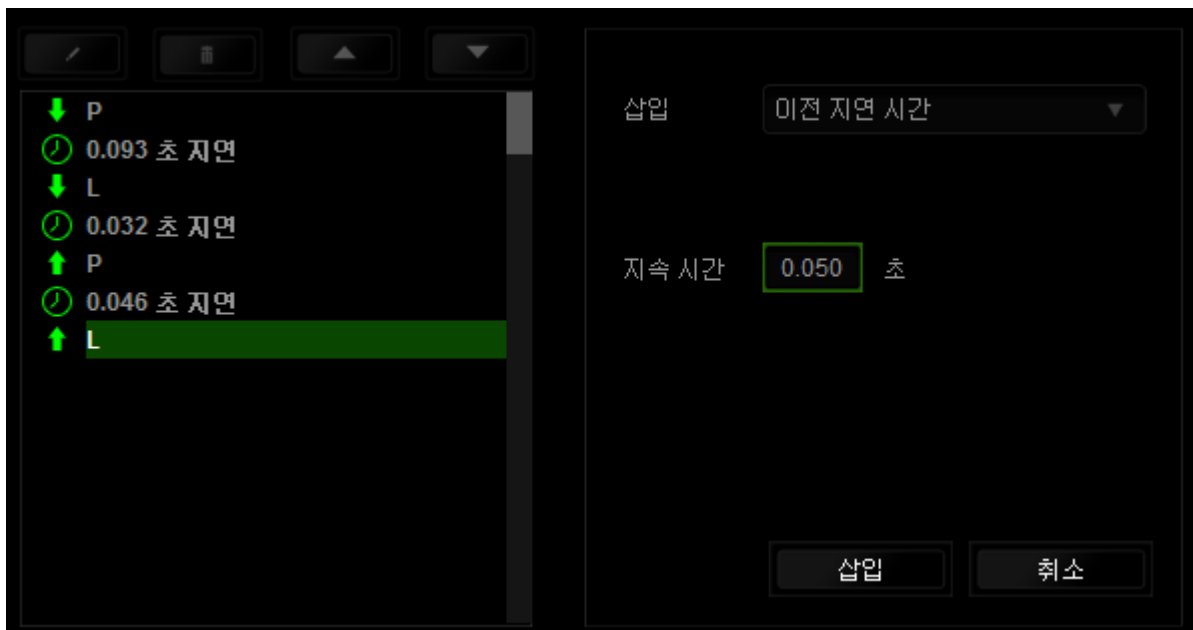 P
0.093 초 지연
L
0.032 초 지연
P
0.046 초 지연
L
삽입 이전 지연 시간
지속 시간 0.050 초
삽입 취소